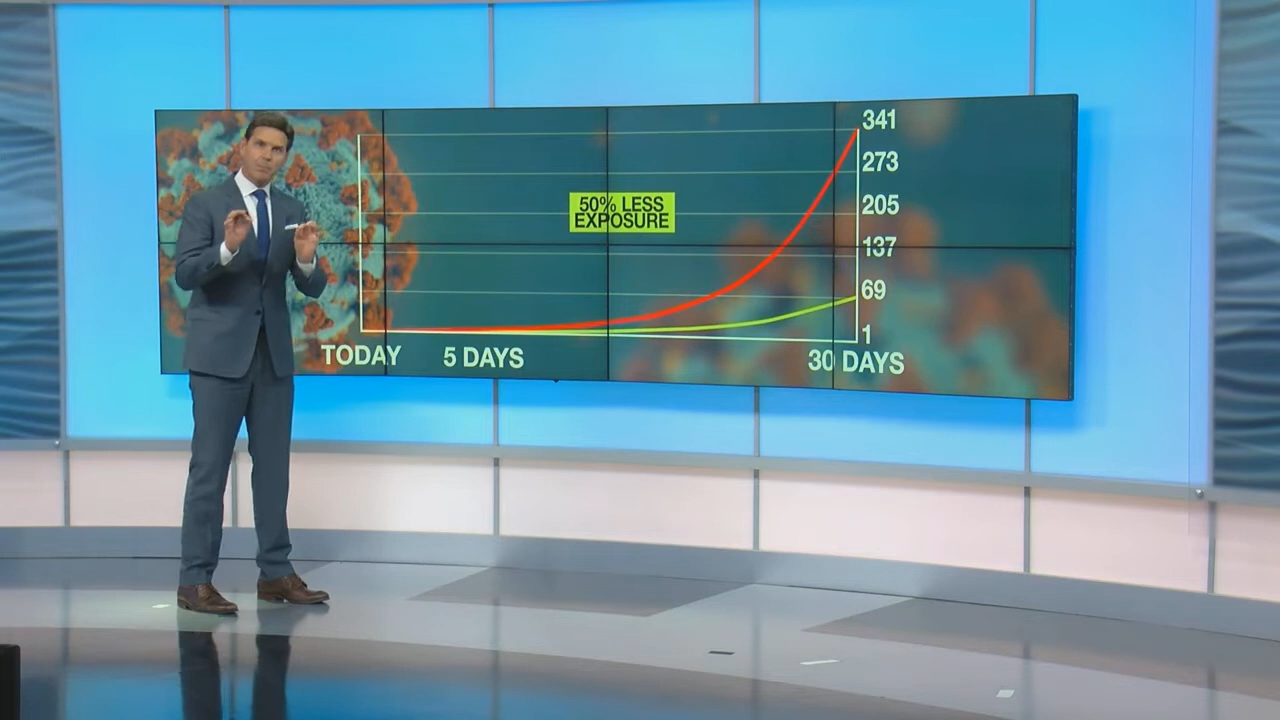 341
273
50% LESS
EXPOSURE
205
137
69
1
TODAY
5 DAYS
30 DAYS